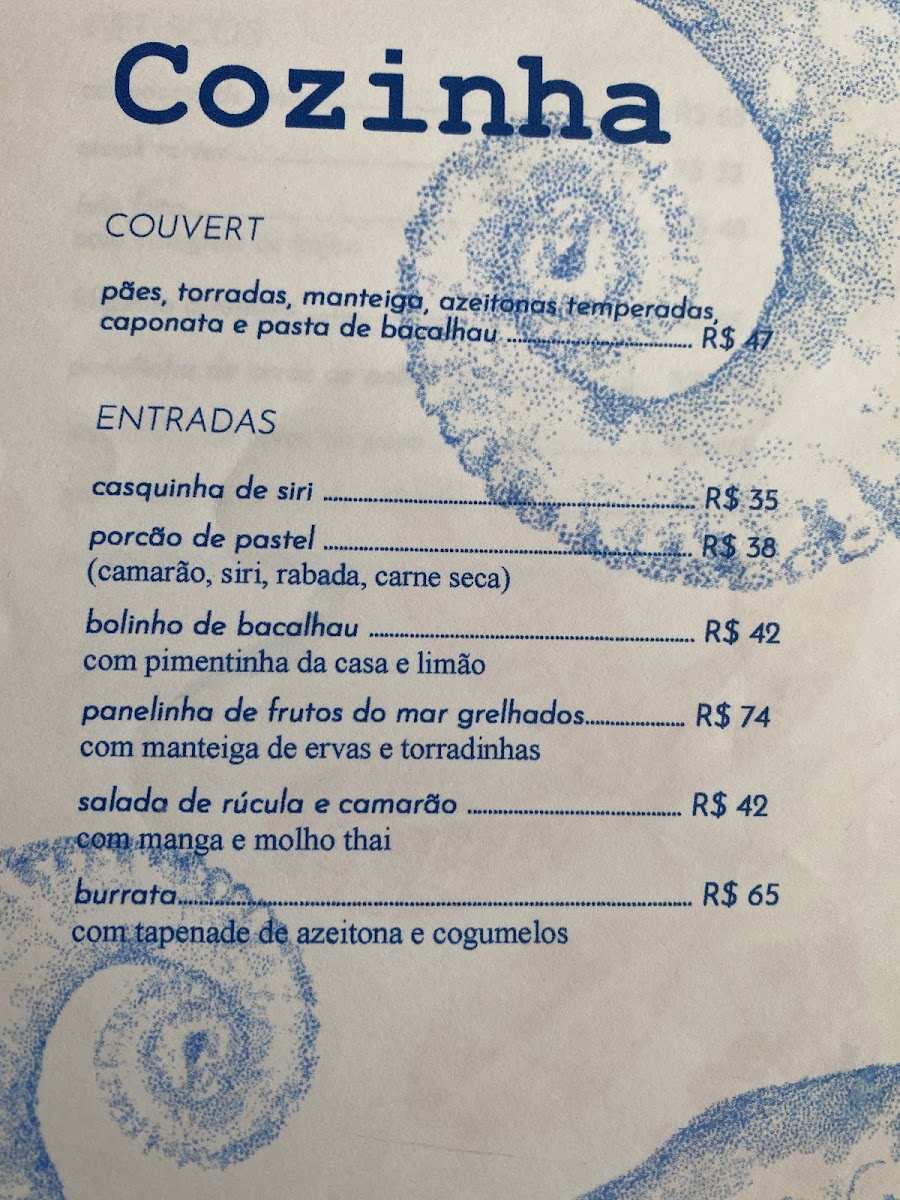 Cozinha
COUVERT
pães, torradas, manteiga, azeitonas temperadas,
caponata e pasta de bacalhau ........................................ R$ 47
ENTRADAS
casquinha de siri ........................................ R$ 35
porcão de pastel ........................................ R$ 38
(camarão, siri, rabada, carne seca)
bolinho de bacalhau ........................................ R$ 42
com pimentinha da casa e limão
panelinha de frutos do mar grelhados.................... R$ 74
com manteiga de ervas e torradinhas
salada de rúcula e camarão ........................................ R$ 42
com manga e molho thai
burrata........................................ R$ 65
com tapenade de azeitona e cogumelos